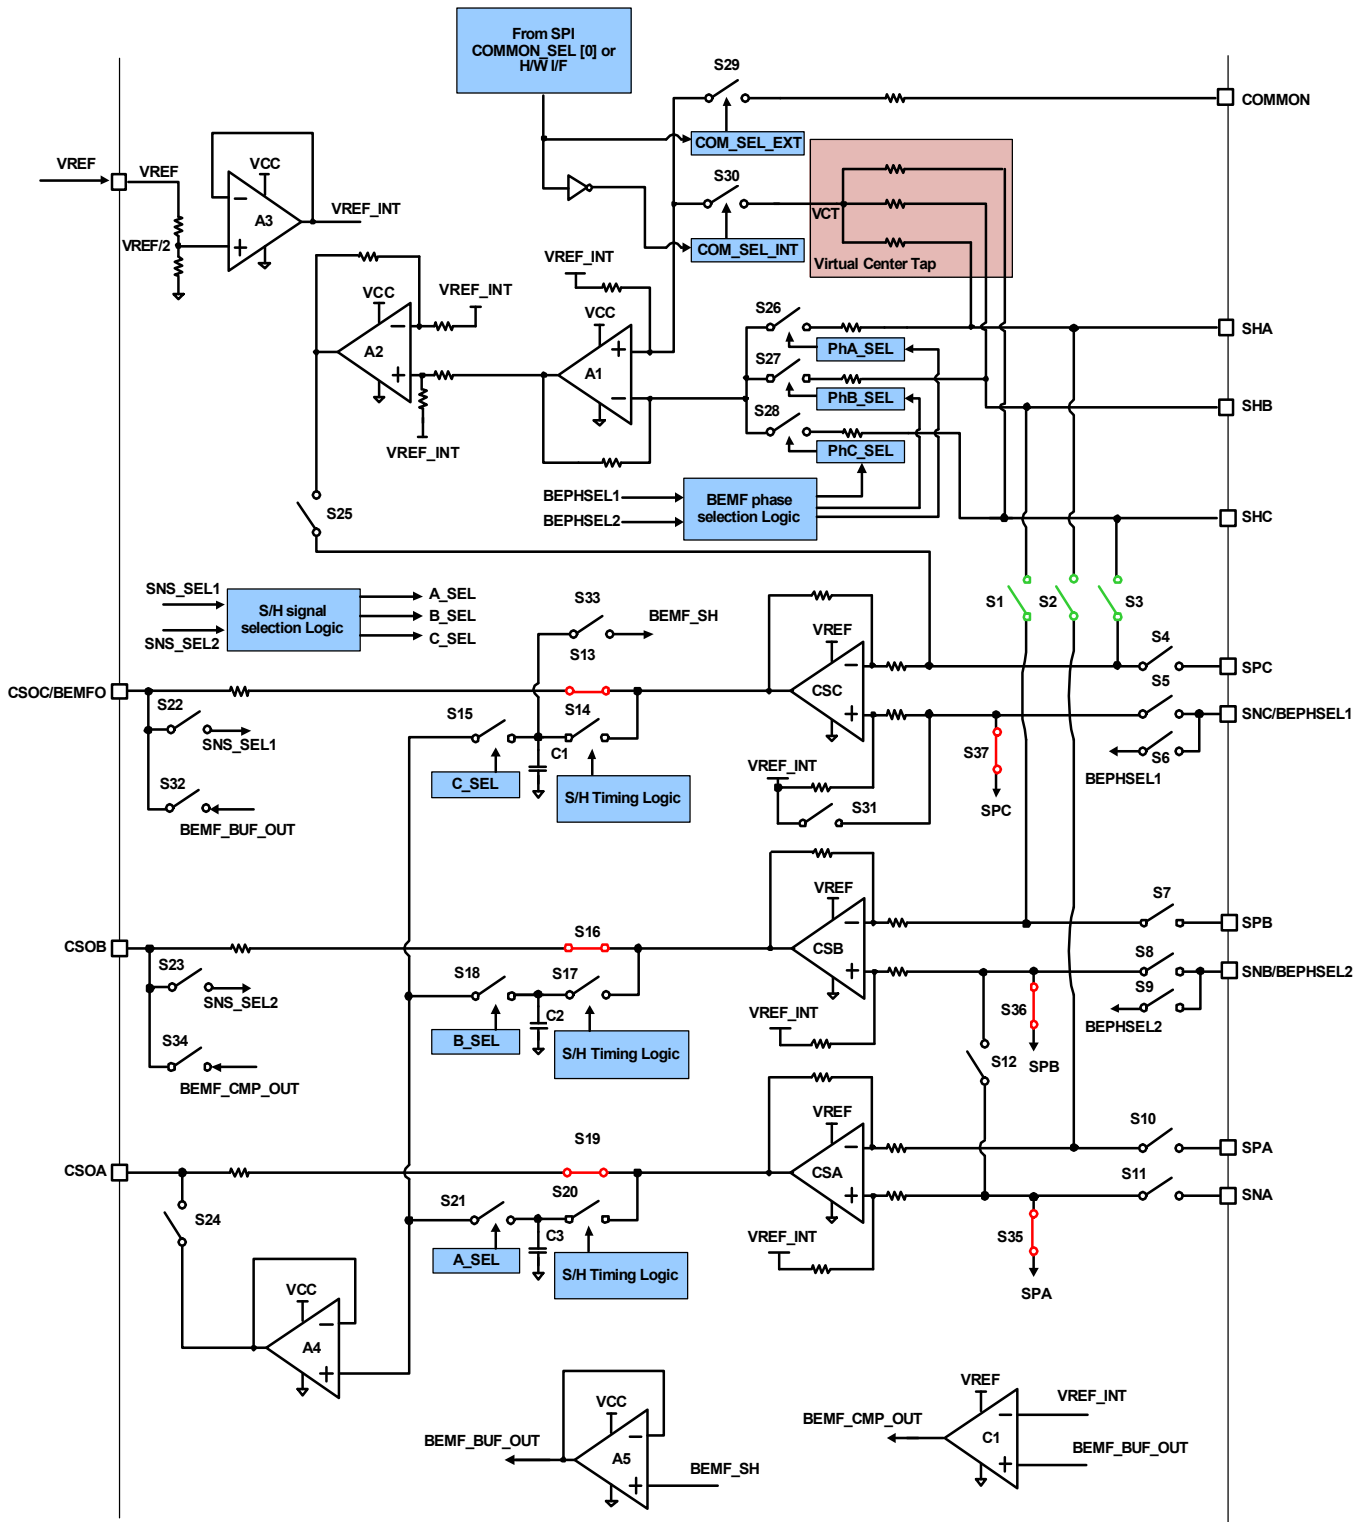 From SPI
COMMON_SEL [0] or
H/W I/F
S29
COMMON
COM_SEL_EXT
VREF
VREF
VCC
A3
VREF_INT
VREF/2
S30
VCT
COM_SEL_INT
Virtual Center Tap
VREF_INT
VCC
VREF_INT
A2
VCC
A1
VREF_INT
S26
PhA_SEL
SHA
S27
PhB_SEL
SHB
S28
PhC_SEL
BEPHSEL1
BEPHSEL2
BEMF phase
selection Logic
SHC
S25
SNS_SEL1
SNS_SEL2
S/H signal
selection Logic
A_SEL
B_SEL
C_SEL
S33
BEMF_SH
S13
S1
S2
S3
VREF
CSC
S4
SPC
S5
SNC/BEPHSEL1
S6
BEPHSEL1
CSOC/BEMFO
S22
SNS_SEL1
S32
BEMF_BUF_OUT
S15
S14
C1
C_SEL
S/H Timing Logic
VREF_INT
S31
S37
SPC
VREF
CSB
S7
SPB
S8
SNB/BEPHSEL2
S9
BEPHSEL2
CSOB
S23
SNS_SEL2
S34
BEMF_CMP_OUT
S16
S18
S17
C2
B_SEL
S/H Timing Logic
VREF_INT
S36
SPB
S12
VREF
CSA
S10
SPA
S11
SNA
CSOA
S24
S19
S21
S20
C3
A_SEL
S/H Timing Logic
VREF_INT
S35
SPA
VCC
A4
VCC
A5
BEMF_BUF_OUT
BEMF_SH
VREF
C1
BEMF_CMP_OUT
VREF_INT
BEMF_BUF_OUT